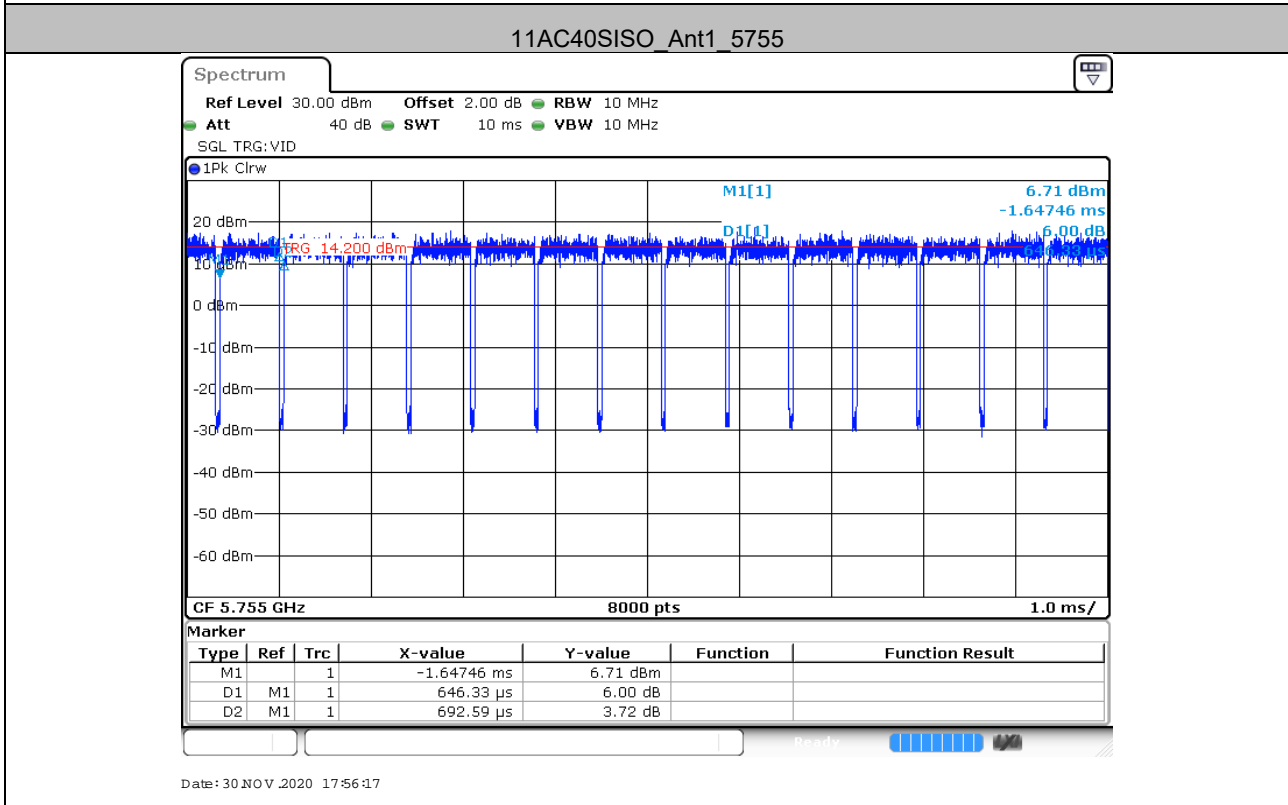 11AC40SISO_Ant1_5755
Spectrum
Ref Level 30.00 dBm Offset 2.00 dB RBW 10 MHz
Att 40 dB SWT 10 ms VBW 10 MHz
SGL TRG:VID
1Pk Clrw
M1[1] 6.71 dBm
-1.64746 ms
20 dBm
D1[1] 6.00 dB
TRG 14.200 dBm
10 dBm
0 dBm
-10 dBm
-20 dBm
-30 dBm
-40 dBm
-50 dBm
-60 dBm
CF 5.755 GHz 8000 pts 1.0 ms/
Marker
Type Ref Trc X-value Y-value Function Function Result
M1 1 -1.64746 ms 6.71 dBm
D1 M1 1 646.33 µs 6.00 dB
D2 M1 1 692.59 µs 3.72 dB
Ready
Date: 30.NOV.2020 17:56:17